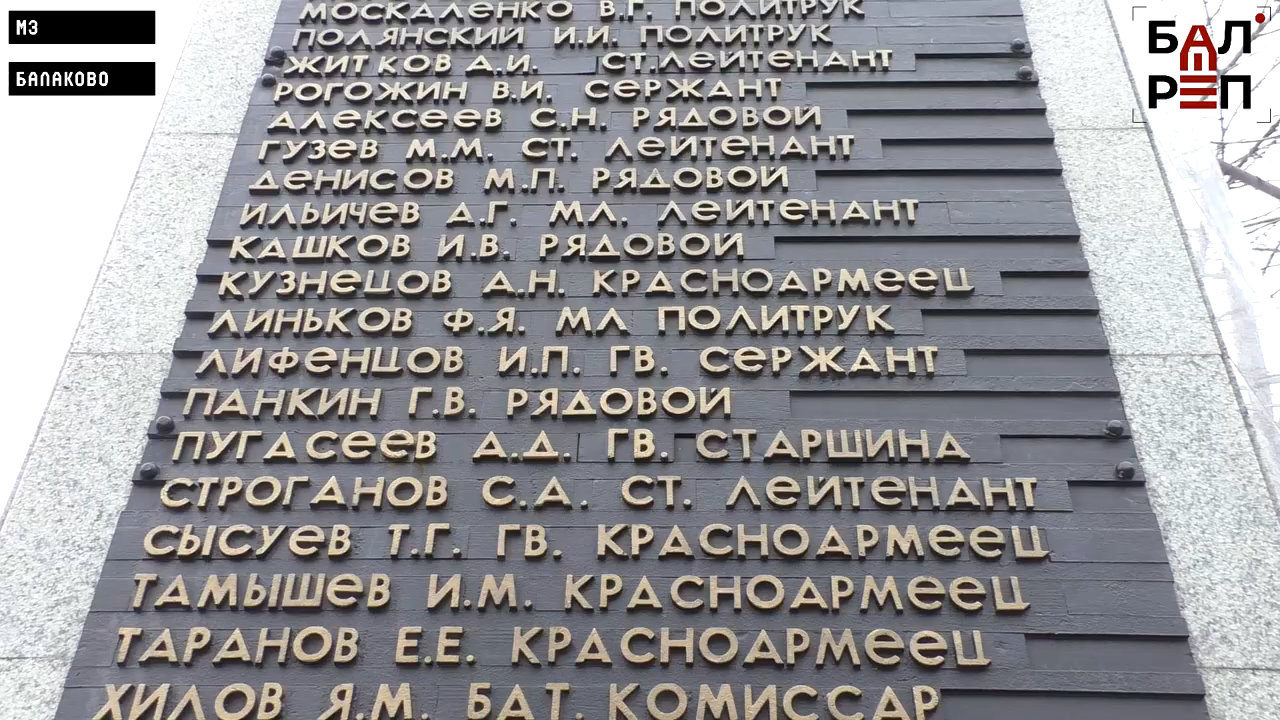 МЗ
БАЛАКОВО
БАЛ
РЕП
МОСКАЛЕНКО В.Г. ПОЛИТРУК
ПОЛЯНСКИЙ И.И. ПОЛИТРУК
ЖИТКОВ А.И. СТ.ЛЕЙТЕНАНТ
РОГОЖИН В.И. СЕРЖАНТ
АЛЕКСЕЕВ С.Н. РЯДОВОЙ
ГУЗЕВ М.М. СТ. ЛЕЙТЕНАНТ
ДЕНИСОВ М.П. РЯДОВОЙ
ИЛЬИЧЕВ А.Г. МЛ. ЛЕЙТЕНАНТ
КАШКОВ И.В. РЯДОВОЙ
КУЗНЕЦОВ А.Н. КРАСНОАРМЕЕЦ
ЛИНЬКОВ Ф.Я. МЛ ПОЛИТРУК
ЛИФЕНЦОВ И.П. ГВ. СЕРЖАНТ
ПАНКИН Г.В. РЯДОВОЙ
ПУГАСЕЕВ А.Д. ГВ. СТАРШИНА
СТРОГАНОВ С.А. СТ. ЛЕЙТЕНАНТ
СЫСУЕВ Т.Г. ГВ. КРАСНОАРМЕЕЦ
ТАМЫШЕВ И.М. КРАСНОАРМЕЕЦ
ТАРАНОВ Е.Е. КРАСНОАРМЕЕЦ
ХИЛОВ Я.М. БАТ. КОМИССАР